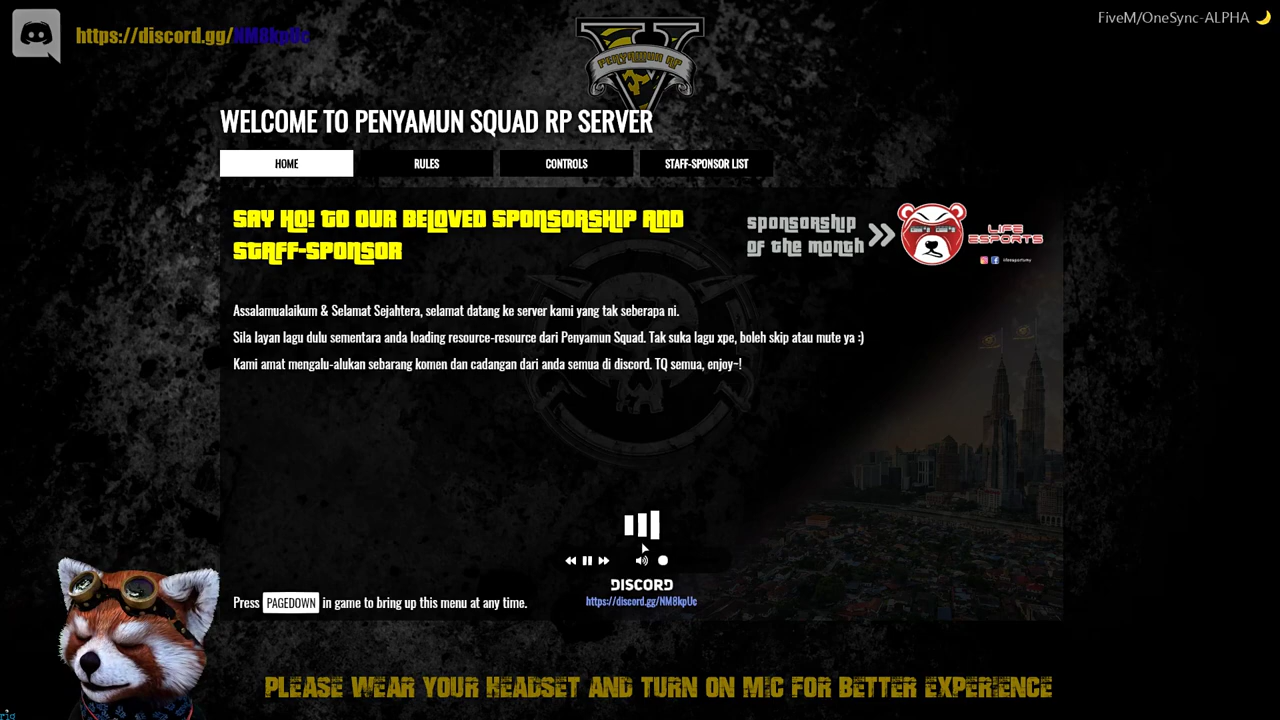 https://discord.gg/NM8kpUc
FiveM/OneSync-ALPHA
PENYAMUN RP
WELCOME TO PENYAMUN SQUAD RP SERVER
HOME
RULES
CONTROLS
STAFF-SPONSOR LIST
SAY HO! TO OUR BELOVED SPONSORSHIP AND
STAFF-SPONSOR
sponsorship
of the month
LIFE
ESPORTS
Assalamualaikum & Selamat Sejahtera, selamat datang ke server kami yang tak seberapa ni.
Sila layan lagu dulu sementara anda loading resource-resource dari Penyamun Squad. Tak suka lagu xpe, boleh skip atau mute ya :)
Kami amat mengalu-alukan sebarang komen dan cadangan dari anda semua di discord. TQ semua, enjoy~!
DISCORD
https://discord.gg/NM8kpUc
Press PAGEDOWN in game to bring up this menu at any time.
PLEASE WEAR YOUR HEADSET AND TURN ON MIC FOR BETTER EXPERIENCE